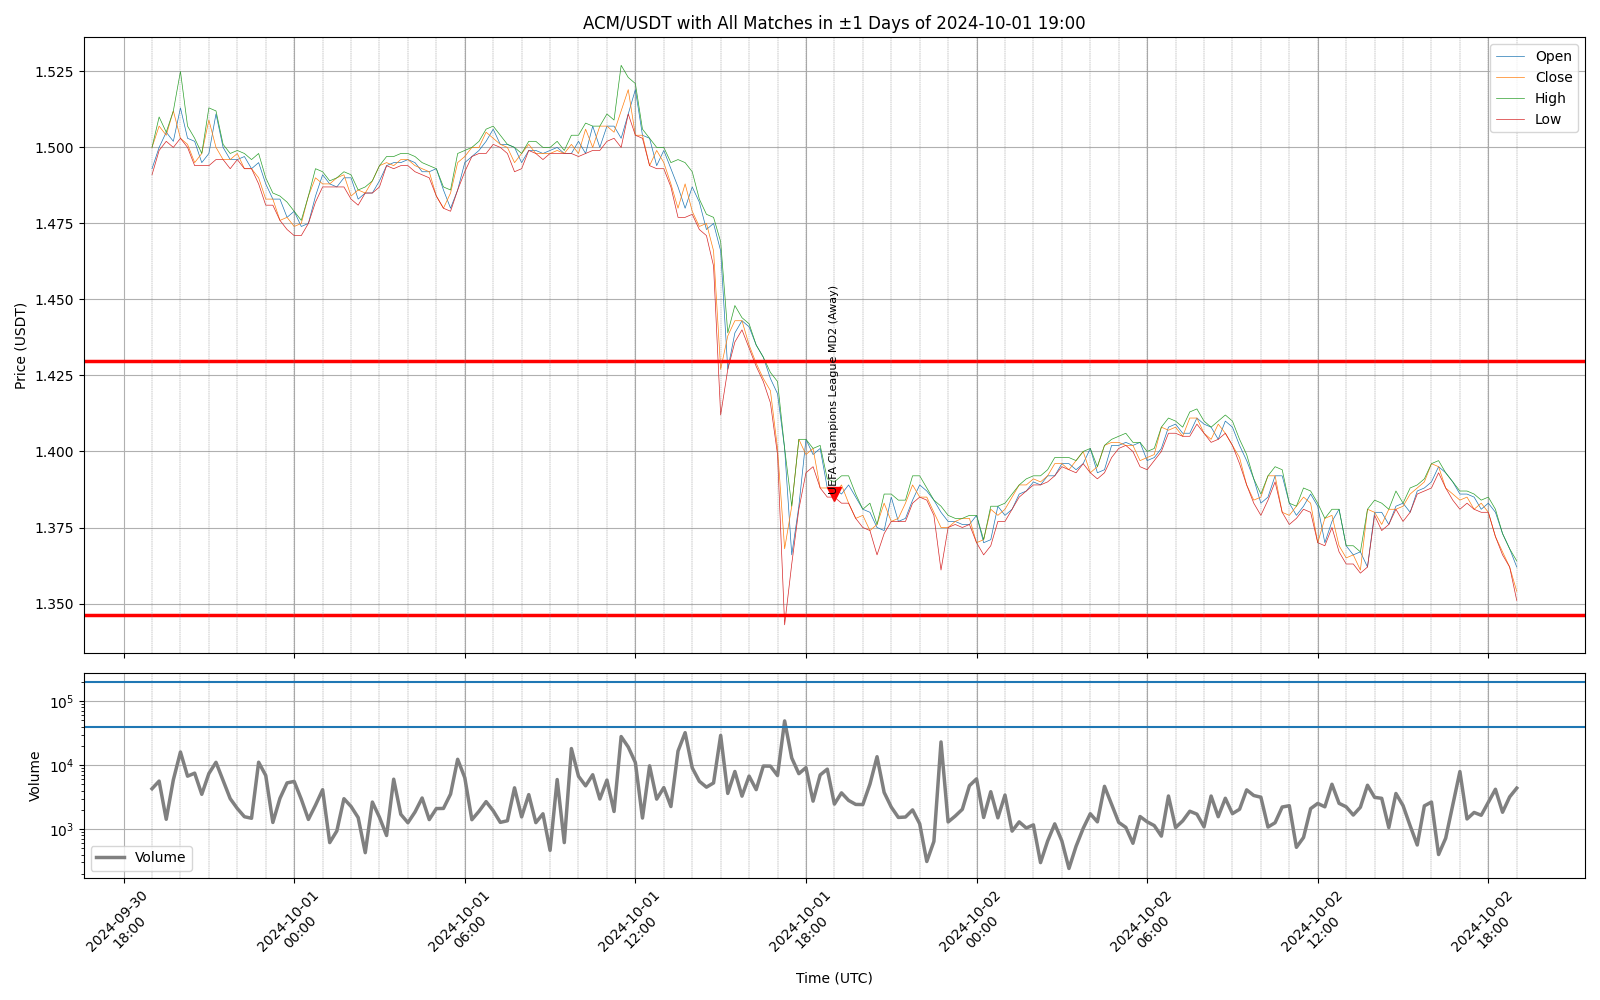 ACM/USDT with All Matches in ±1 Days of 2024-10-01 19:00
Price (USDT)
1.525
1.500
1.475
1.450
1.425
1.400
1.375
1.350
Open
Close
High
Low
UEFA Champions League MD2 (Away)
Volume
10⁵
10⁴
10³
Volume
2024-09-30
18:00
2024-10-01
00:00
2024-10-01
06:00
2024-10-01
12:00
2024-10-01
18:00
2024-10-02
00:00
2024-10-02
06:00
2024-10-02
12:00
2024-10-02
18:00
Time (UTC)